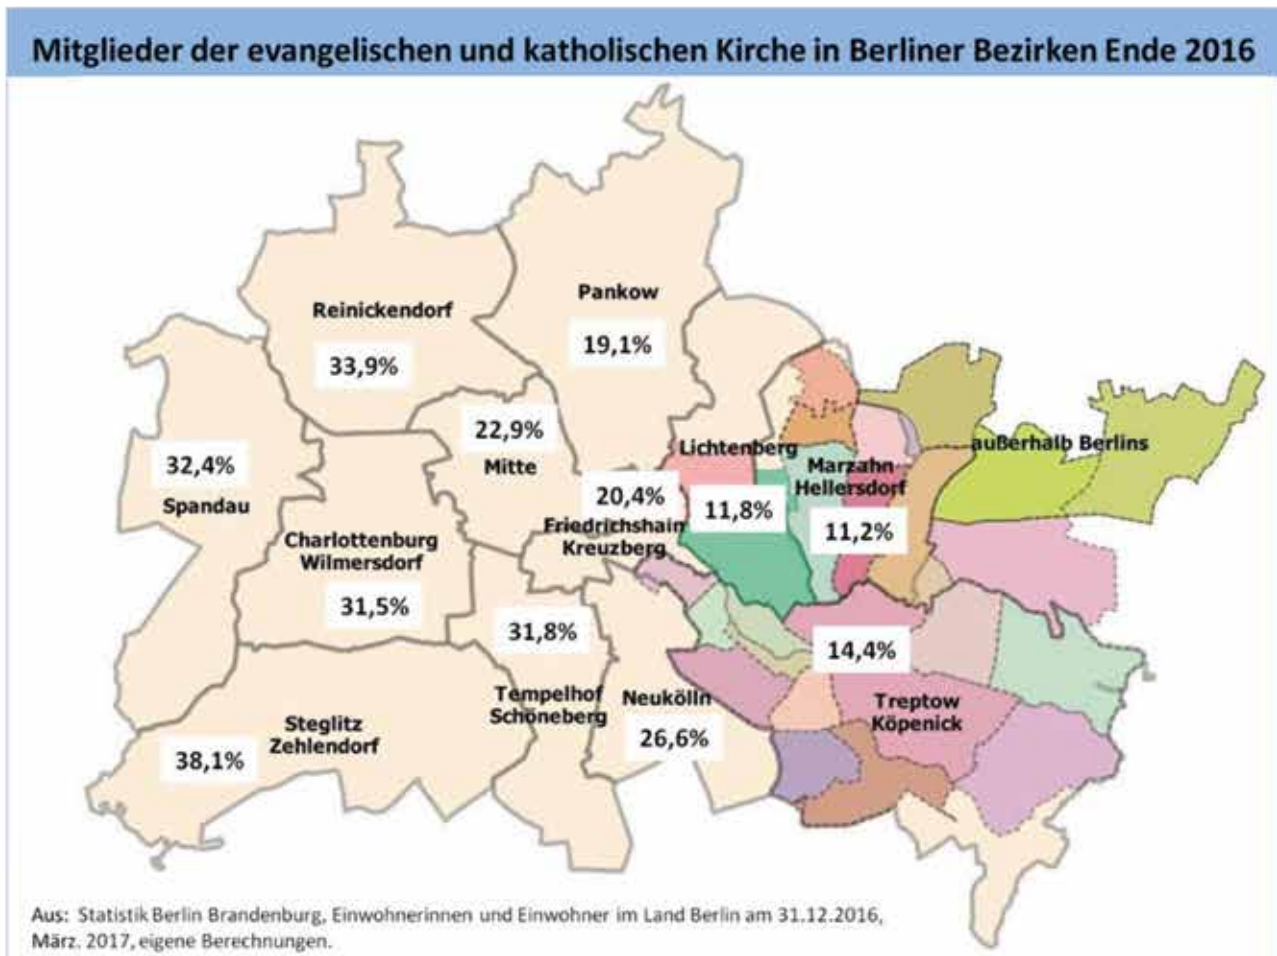 Mitglieder der evangelischen und katholischen Kirche in Berliner Bezirken Ende 2016
Pankow
19,1%
Reinickendorf
33,9%
22,9%
Mitte
32,4%
Spandau
Lichtenberg
11,8%
außerhalb Berlins
Marzahn
Hellersdorf
11,2%
20,4%
Friedrichshain
Kreuzberg
Charlottenburg
Wilmersdorf
31,5%
31,8%
Tempelhof
Schöneberg
Neukölln
26,6%
14,4%
Treptow
Köpenick
Steglitz
Zehlendorf
38,1%
Aus: Statistik Berlin Brandenburg, Einwohnerinnen und Einwohner im Land Berlin am 31.12.2016,
März. 2017, eigene Berechnungen.